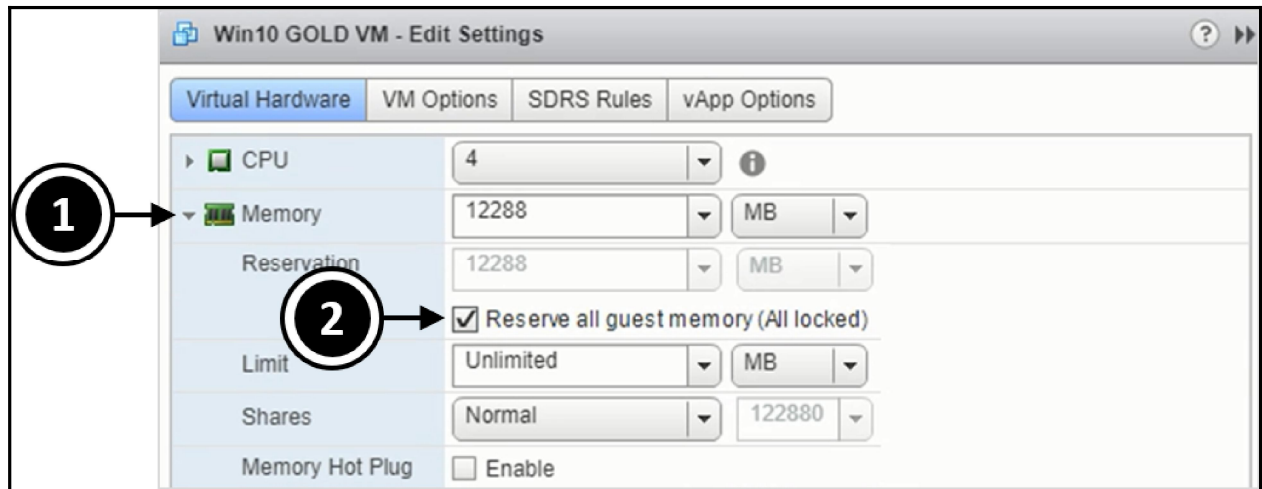 Win10 GOLD VM - Edit Settings ?
Virtual Hardware VM Options SDRS Rules vApp Options
CPU 4 i
1 Memory 12288 MB
Reservation 12288 MB
2 Reserve all guest memory (All locked)
Limit Unlimited MB
Shares Normal 122880
Memory Hot Plug Enable